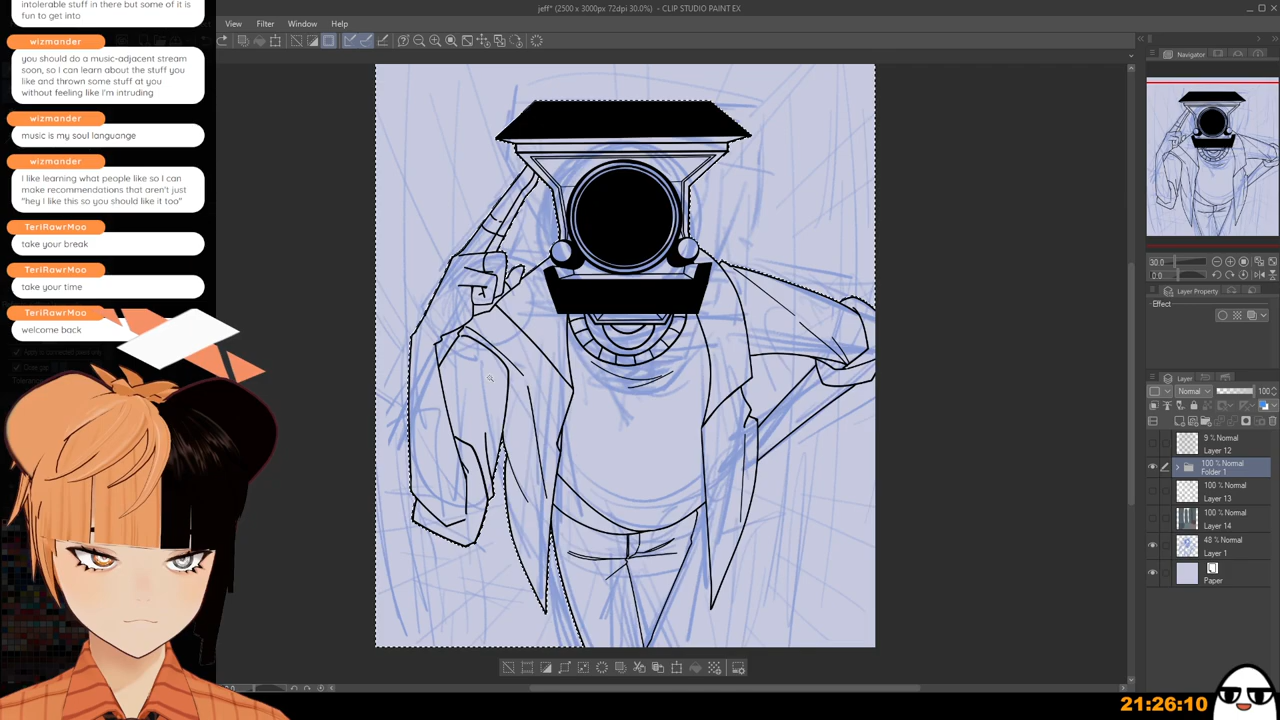 jeff* (2500 x 3000px 72dpi 30.0%) - CLIP STUDIO PAINT EX
View Filter Window Help
intolerable stuff in there but some of it is
fun to get into
wizmander
you should do a music-adjacent stream
soon, so I can learn about the stuff you
like and thrown some stuff at you
without feeling like I'm intruding
wizmander
music is my soul languange
wizmander
I like learning what people like so I can
make recommendations that aren't just
"hey I like this so you should like it too"
TeriRawrMoo
take your break
TeriRawrMoo
take your time
TeriRawrMoo
welcome back
Navigator
30.0
0.0
Layer Property
Effect
Layer
Normal
100
9 % Normal
Layer 12
100 % Normal
Folder 1
100 % Normal
Layer 13
100 % Normal
Layer 14
48 % Normal
Layer 1
Paper
21:26:10